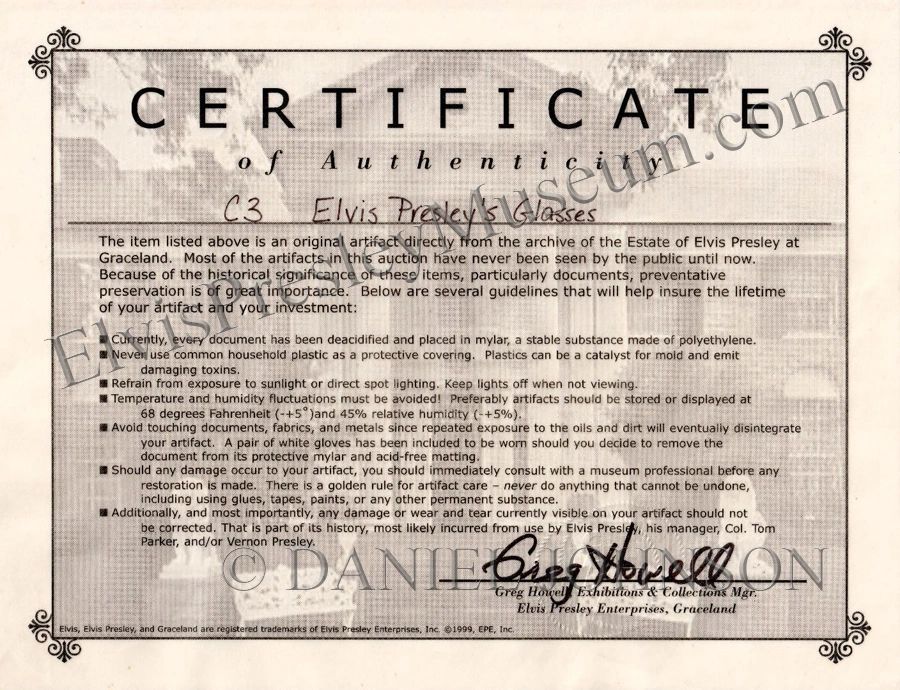 CERTIFICATE
of Authenticity
C3 Elvis Presley's Glasses
The item listed above is an original artifact directly from the archive of the Estate of Elvis Presley at
Graceland. Most of the artifacts in this auction have never been seen by the public until now.
Because of the historical significance of these items, particularly documents, preventative
preservation is of great importance. Below are several guidelines that will help insure the lifetime
of your artifact and your investment:
■ Currently, every document has been deacidified and placed in mylar, a stable substance made of polyethylene.
■ Never use common household plastic as a protective covering. Plastics can be a catalyst for mold and emit
damaging toxins.
■ Refrain from exposure to sunlight or direct spot lighting. Keep lights off when not viewing.
■ Temperature and humidity fluctuations must be avoided! Preferably artifacts should be stored or displayed at
68 degrees Fahrenheit (-+5°)and 45% relative humidity (-+5%).
■ Avoid touching documents, fabrics, and metals since repeated exposure to the oils and dirt will eventually disintegrate
your artifact. A pair of white gloves has been included to be worn should you decide to remove the
document from its protective mylar and acid-free matting.
■ Should any damage occur to your artifact, you should immediately consult with a museum professional before any
restoration is made. There is a golden rule for artifact care – never do anything that cannot be undone,
including using glues, tapes, paints, or any other permanent substance.
■ Additionally, and most importantly, any damage or wear and tear currently visible on your artifact should not
be corrected. That is part of its history, most likely incurred from use by Elvis Presley, his manager, Col. Tom
Parker, and/or Vernon Presley.
Greg Howell
Greg Howell, Exhibitions & Collections Mgr.
Elvis Presley Enterprises, Graceland
Elvis, Elvis Presley, and Graceland are registered trademarks of Elvis Presley Enterprises, Inc. ©1999, EPE, Inc.
ElvisPresleyMuseum.com
© DANIEL JOHNSON